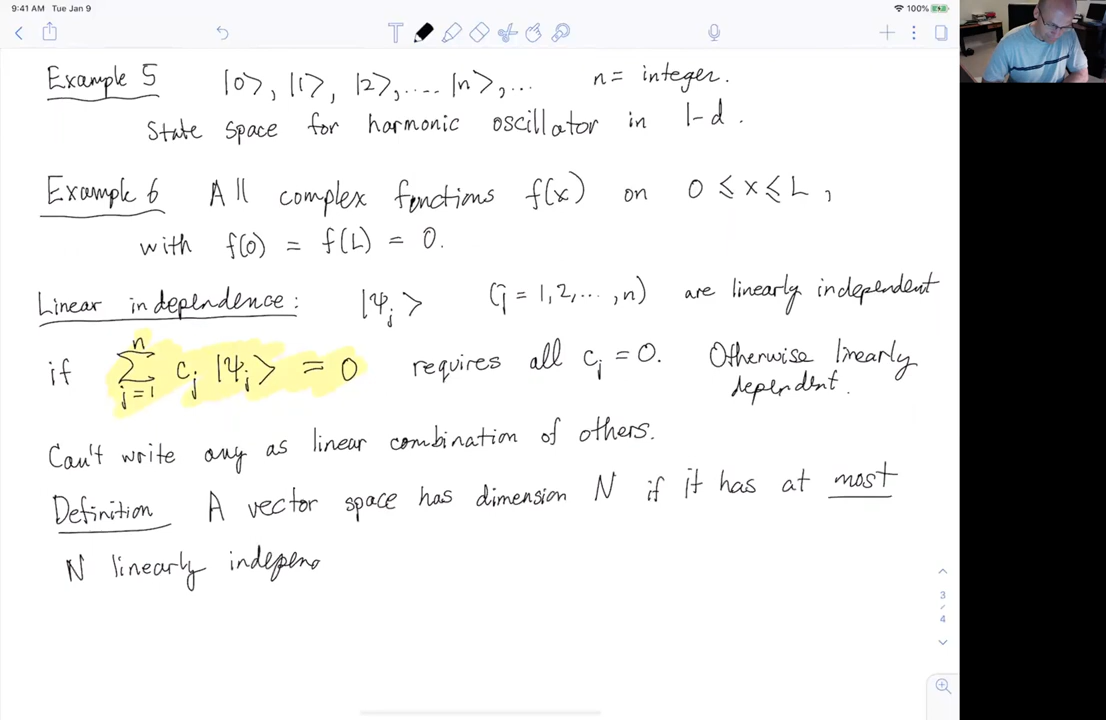 9:41 AM Tue Jan 9
100%
Example 5 |0>, |1>, |2>, .... |n>, ... n = integer.
State space for harmonic oscillator in 1-d.
Example 6 All complex functions f(x) on 0 ≤ x ≤ L,
with f(0) = f(L) = 0.
Linear independence: |Ψ_j> (j = 1, 2, ..., n) are linearly independent
if ∑_{j=1}^{n} c_j |Ψ_j> = 0 requires all c_j = 0. Otherwise linearly
dependent.
Can't write any as linear combination of others.
Definition A vector space has dimension N if it has at most
N linearly indepen
3
/
4